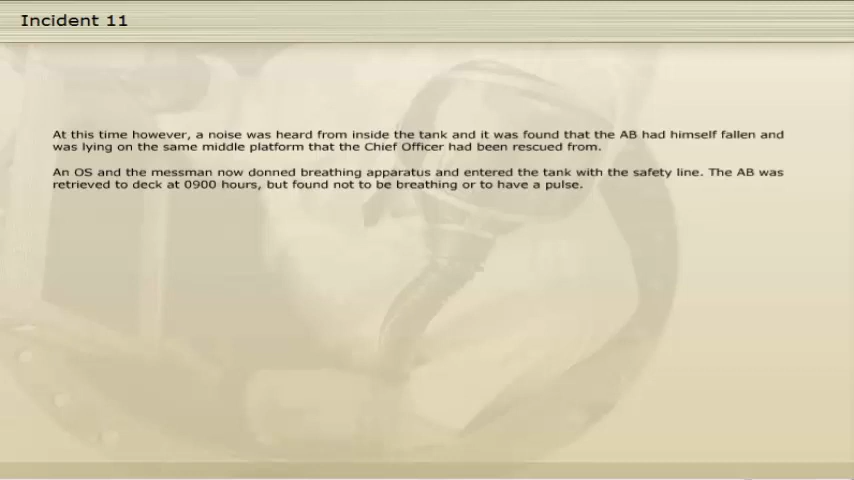 Incident 11
At this time however, a noise was heard from inside the tank and it was found that the AB had himself fallen and
was lying on the same middle platform that the Chief Officer had been rescued from.
An OS and the messman now donned breathing apparatus and entered the tank with the safety line. The AB was
retrieved to deck at 0900 hours, but found not to be breathing or to have a pulse.